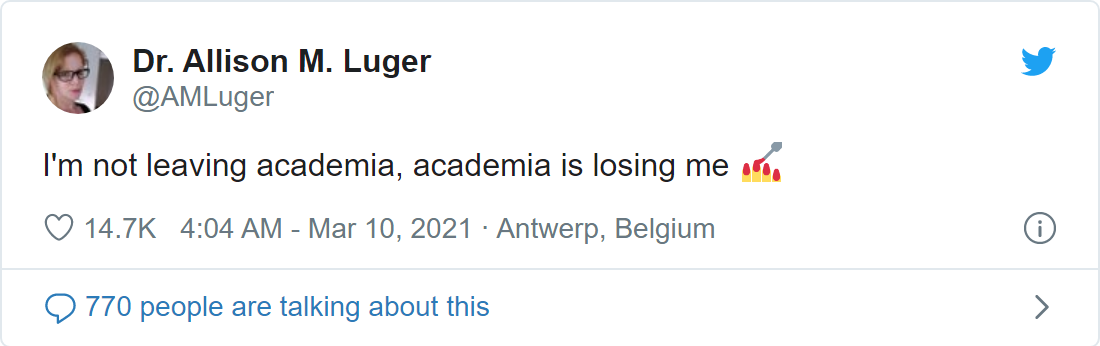 Dr. Allison M. Luger
@AMLuger
I'm not leaving academia, academia is losing me 💅
14.7K 4:04 AM - Mar 10, 2021 · Antwerp, Belgium
770 people are talking about this